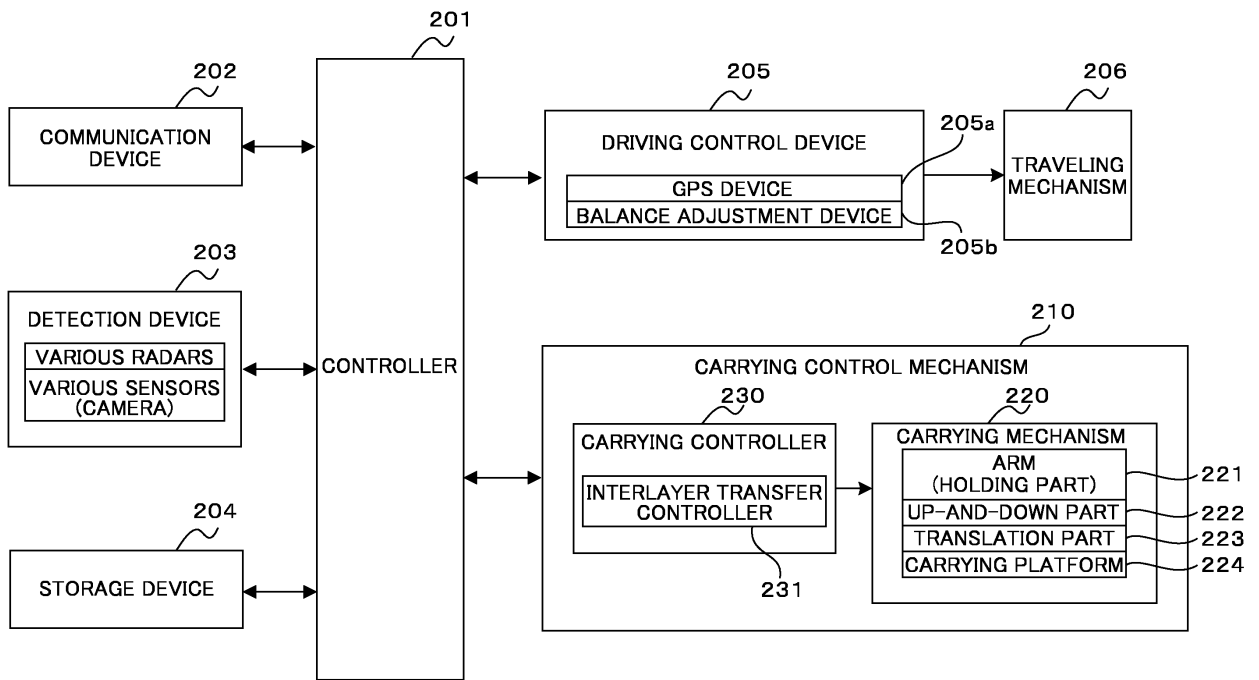 201
202
COMMUNICATION
DEVICE
203
DETECTION DEVICE
VARIOUS RADARS
VARIOUS SENSORS
(CAMERA)
204
STORAGE DEVICE
CONTROLLER
205
DRIVING CONTROL DEVICE
205a
GPS DEVICE
BALANCE ADJUSTMENT DEVICE
205b
206
TRAVELING
MECHANISM
210
CARRYING CONTROL MECHANISM
230
CARRYING CONTROLLER
INTERLAYER TRANSFER
CONTROLLER
231
220
CARRYING MECHANISM
ARM
(HOLDING PART)
221
UP-AND-DOWN PART
222
TRANSLATION PART
223
CARRYING PLATFORM
224